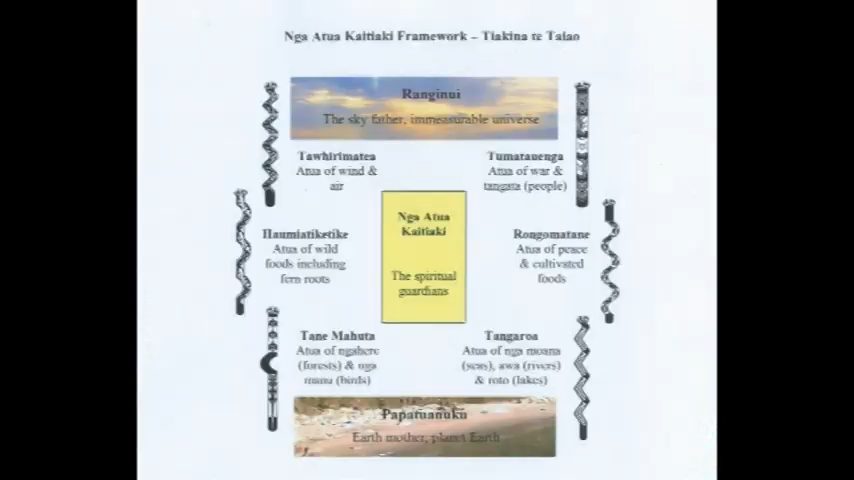 Nga Atua Kaitiaki Framework – Tiakina te Taiao
Ranginui
The sky father, immeasurable universe
Tawhirimatea
Atua of wind &
air
Tumatauenga
Atua of war &
tangata (people)
Nga Atua
Kaitiaki
The spiritual
guardians
Haumiatiketike
Atua of wild
foods including
fern roots
Rongomatane
Atua of peace
& cultivated
foods
Tane Mahuta
Atua of ngahere
(forests) & nga
manu (birds)
Tangaroa
Atua of nga moana
(seas), awa (rivers)
& roto (lakes)
Papatuanuku
Earth mother, planet Earth